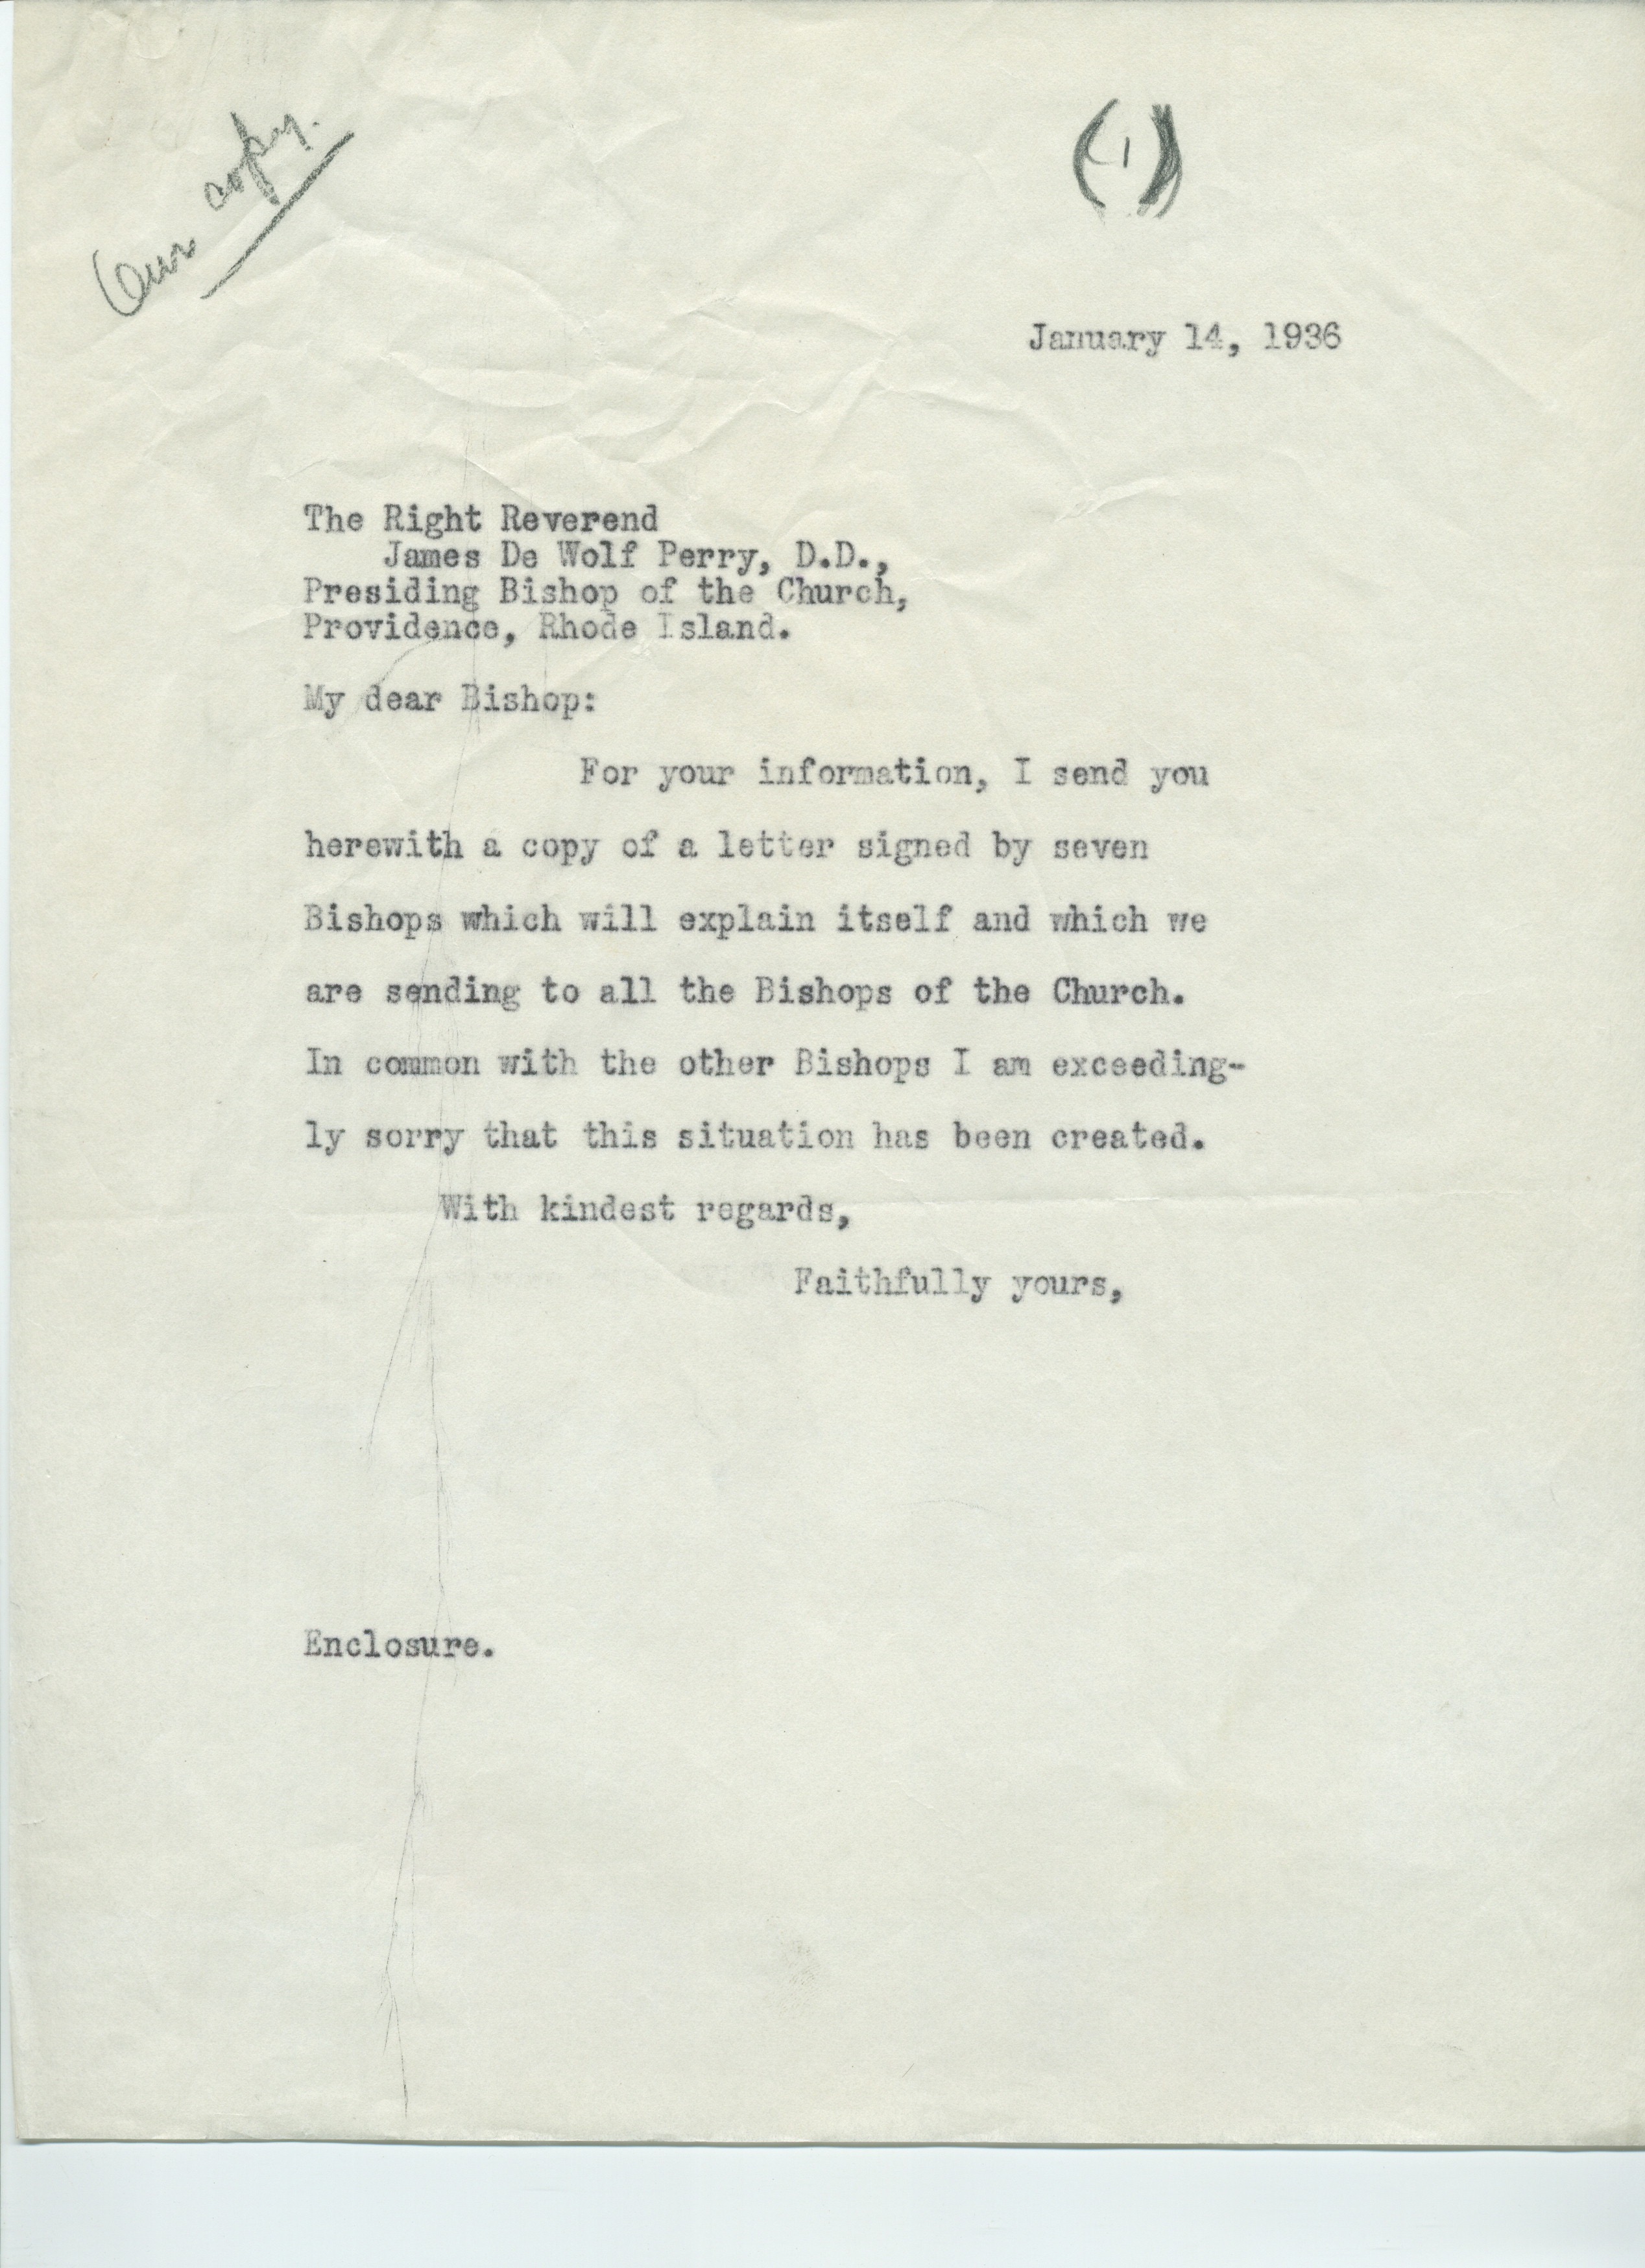 Our copy.
(1)
January 14, 1936
The Right Reverend
James De Wolf Perry, D.D.,
Presiding Bishop of the Church,
Providence, Rhode Island.
My dear Bishop:
For your information, I send you
herewith a copy of a letter signed by seven
Bishops which will explain itself and which we
are sending to all the Bishops of the Church.
In common with the other Bishops I am exceeding-
ly sorry that this situation has been created.
With kindest regards,
Faithfully yours,
Enclosure.